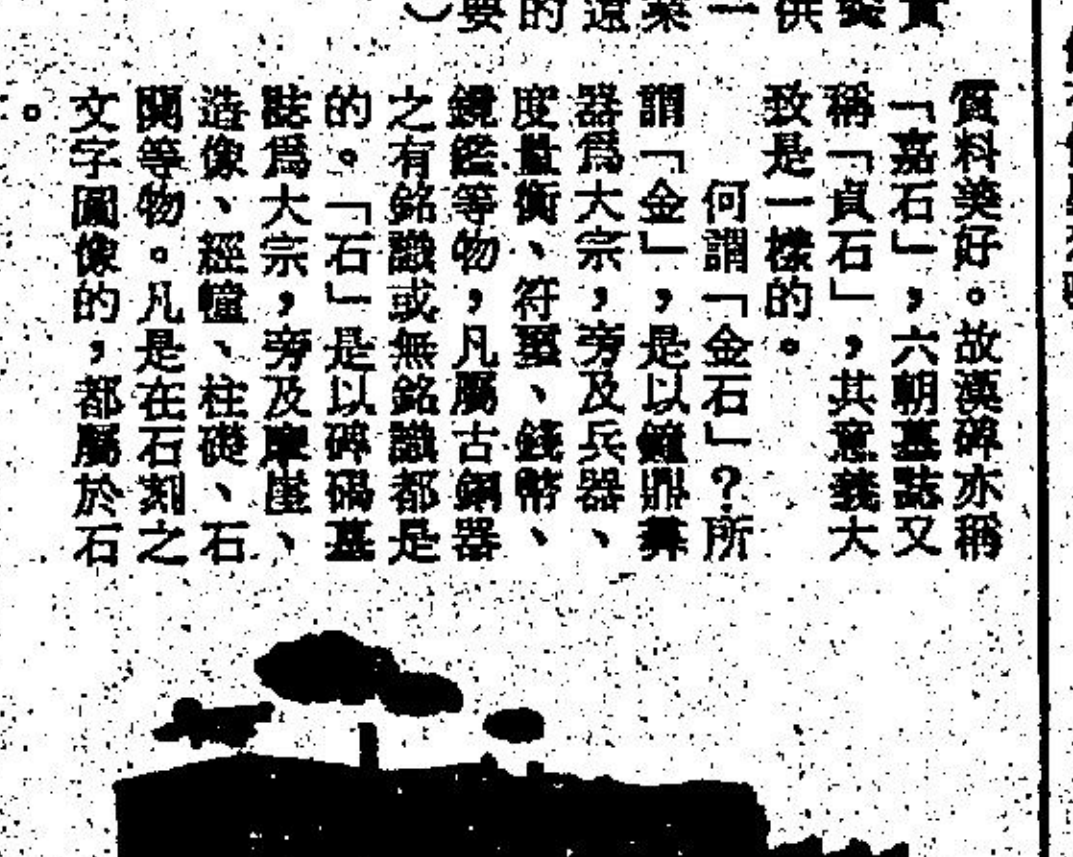 質料美好。故漢碑亦稱
「嘉石」，六朝墓誌又
稱「貞石」，其意義大
致是一樣的。
何謂「金石」？所
謂「金」，是以鐘鼎彝
器爲大宗，旁及兵器、
度量衡、符璽、錢幣、
鏡鑑等物，凡屬古銅器
之有銘識或無銘識都是
的。「石」是以碑碣墓
誌爲大宗，旁及摩崖、
造像、經幢、柱礎、石
闕等物。凡是在石刻之
文字圖像的，都屬於石
。